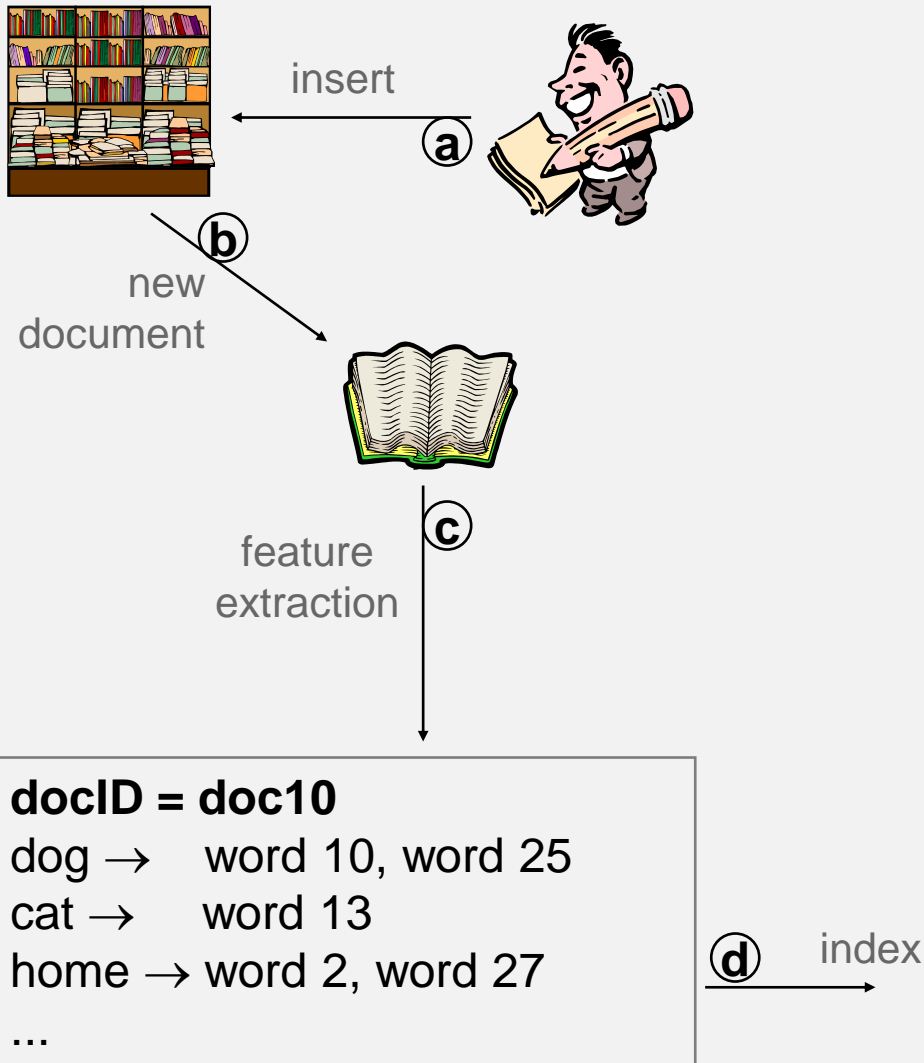 insert
a
b
new
document
c
feature
extraction
docID = doc10
dog → word 10, word 25
cat → word 13
home → word 2, word 27
...
d
index